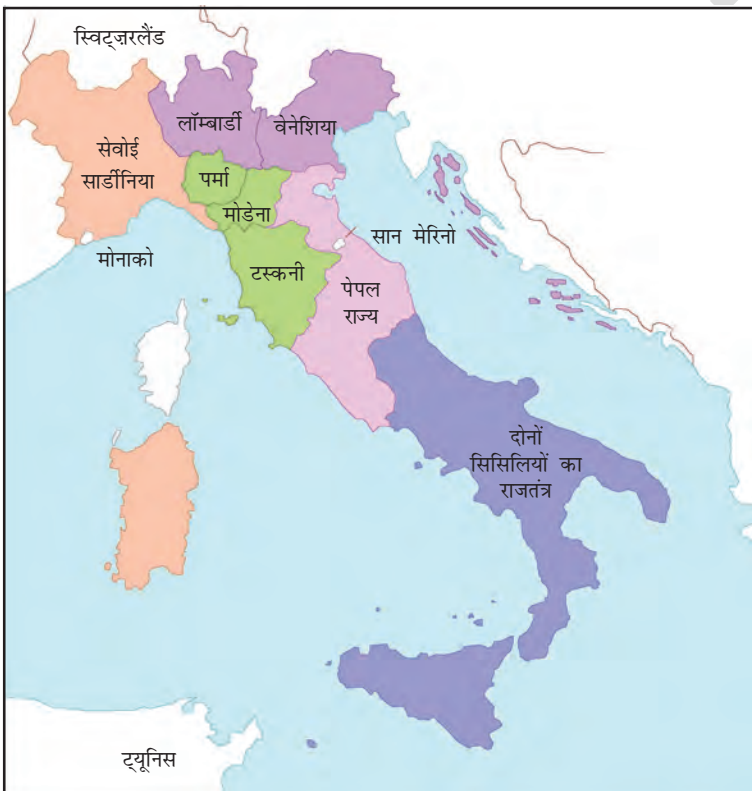 स्विट्ज़रलैंड
लॉम्बार्डी
वेनेशिया
सेवोई
सार्डीनिया
पर्मा
मोडेना
सान मेरिनो
मोनाको
टस्कनी
पेपल
राज्य
दोनों
सिसिलियों का
राजतंत्र
ट्यूनिस